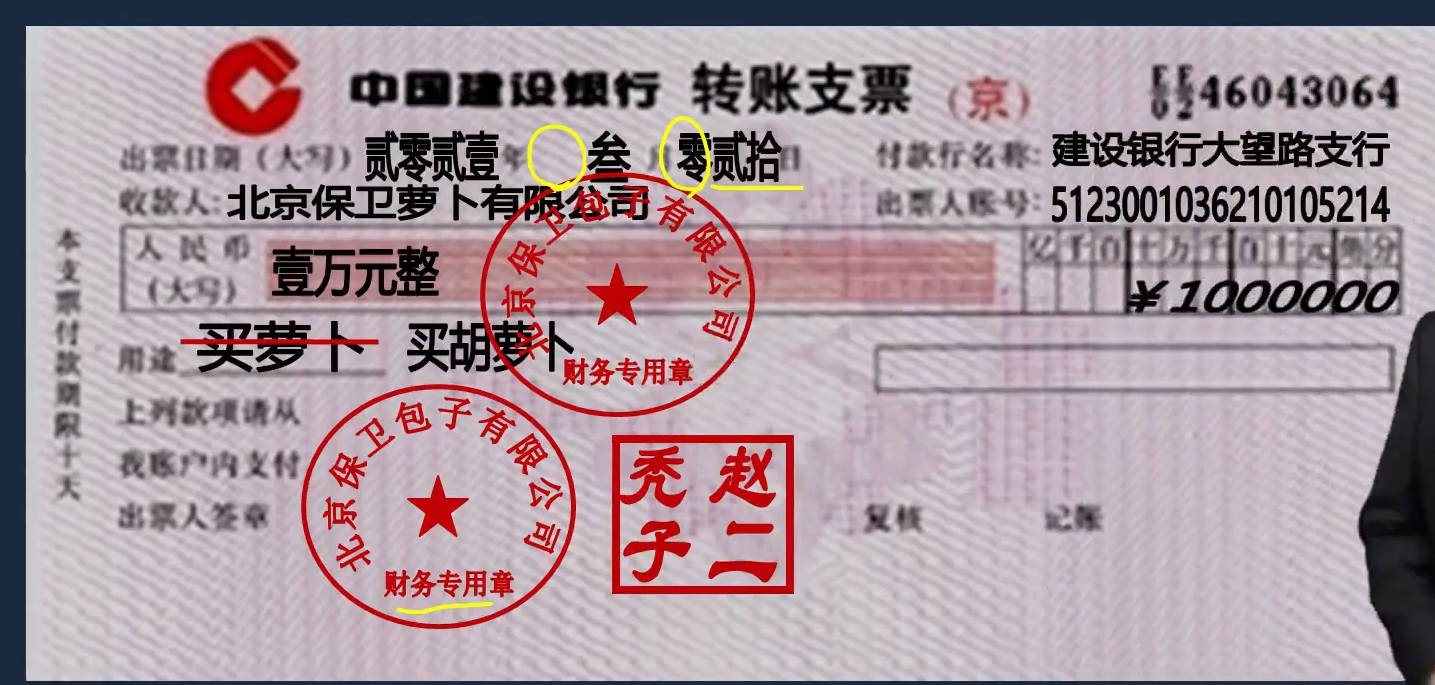 中国建设银行 转账支票 (京) EE 02 46043064
出票日期(大写) 贰零贰壹年 叁 月 零贰拾日 付款行名称: 建设银行大望路支行
收款人: 北京保卫萝卜有限公司 出票人账号: 5123001036210105214
人民币 (大写) 壹万元整 亿千百十万千百十元角分
¥1000000
用途 买萝卜 买胡萝卜
上列款项请从
我账户内支付
出票人签章 复核 记账
本支票付款期限十天
北京保卫包子有限公司
财务专用章
北京保卫包子有限公司
财务专用章
赵二秃子